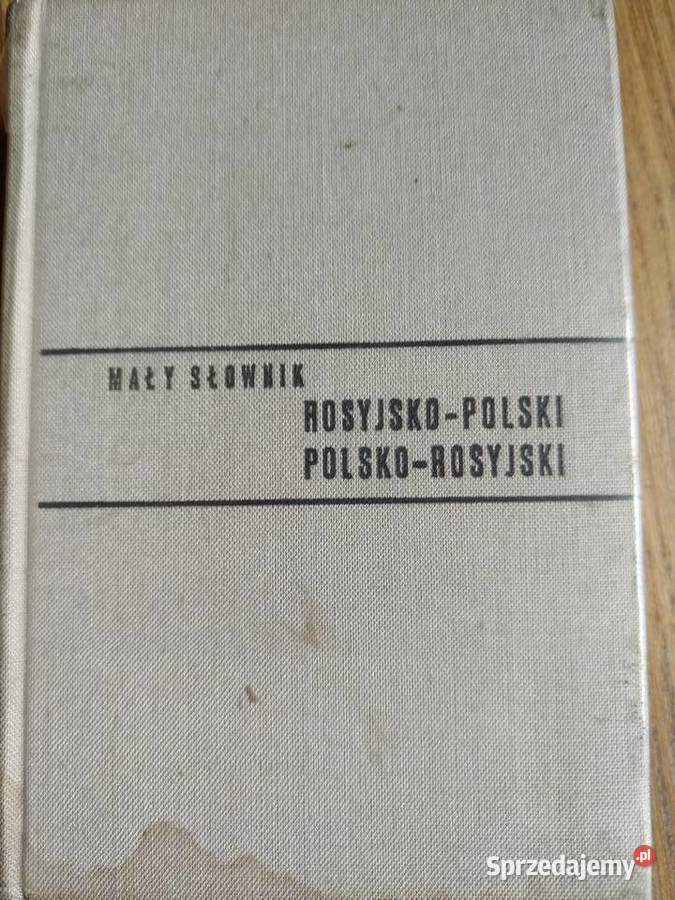 MAŁY SŁOWNIK
ROSYJSKO-POLSKI
POLSKO-ROSYJSKI
Sprzedajemy.pl